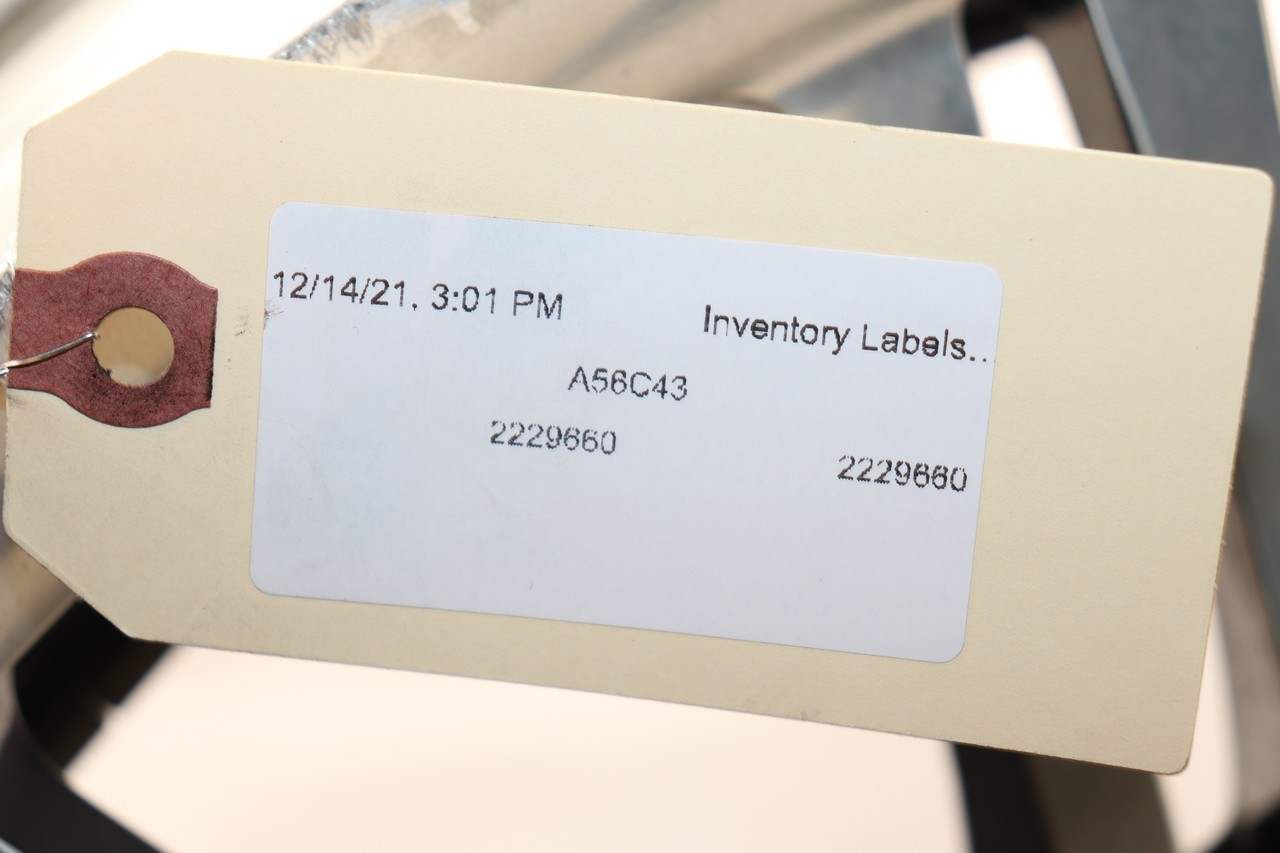 12/14/21, 3:01 PM Inventory Labels..
A56C43
2229660 2229660